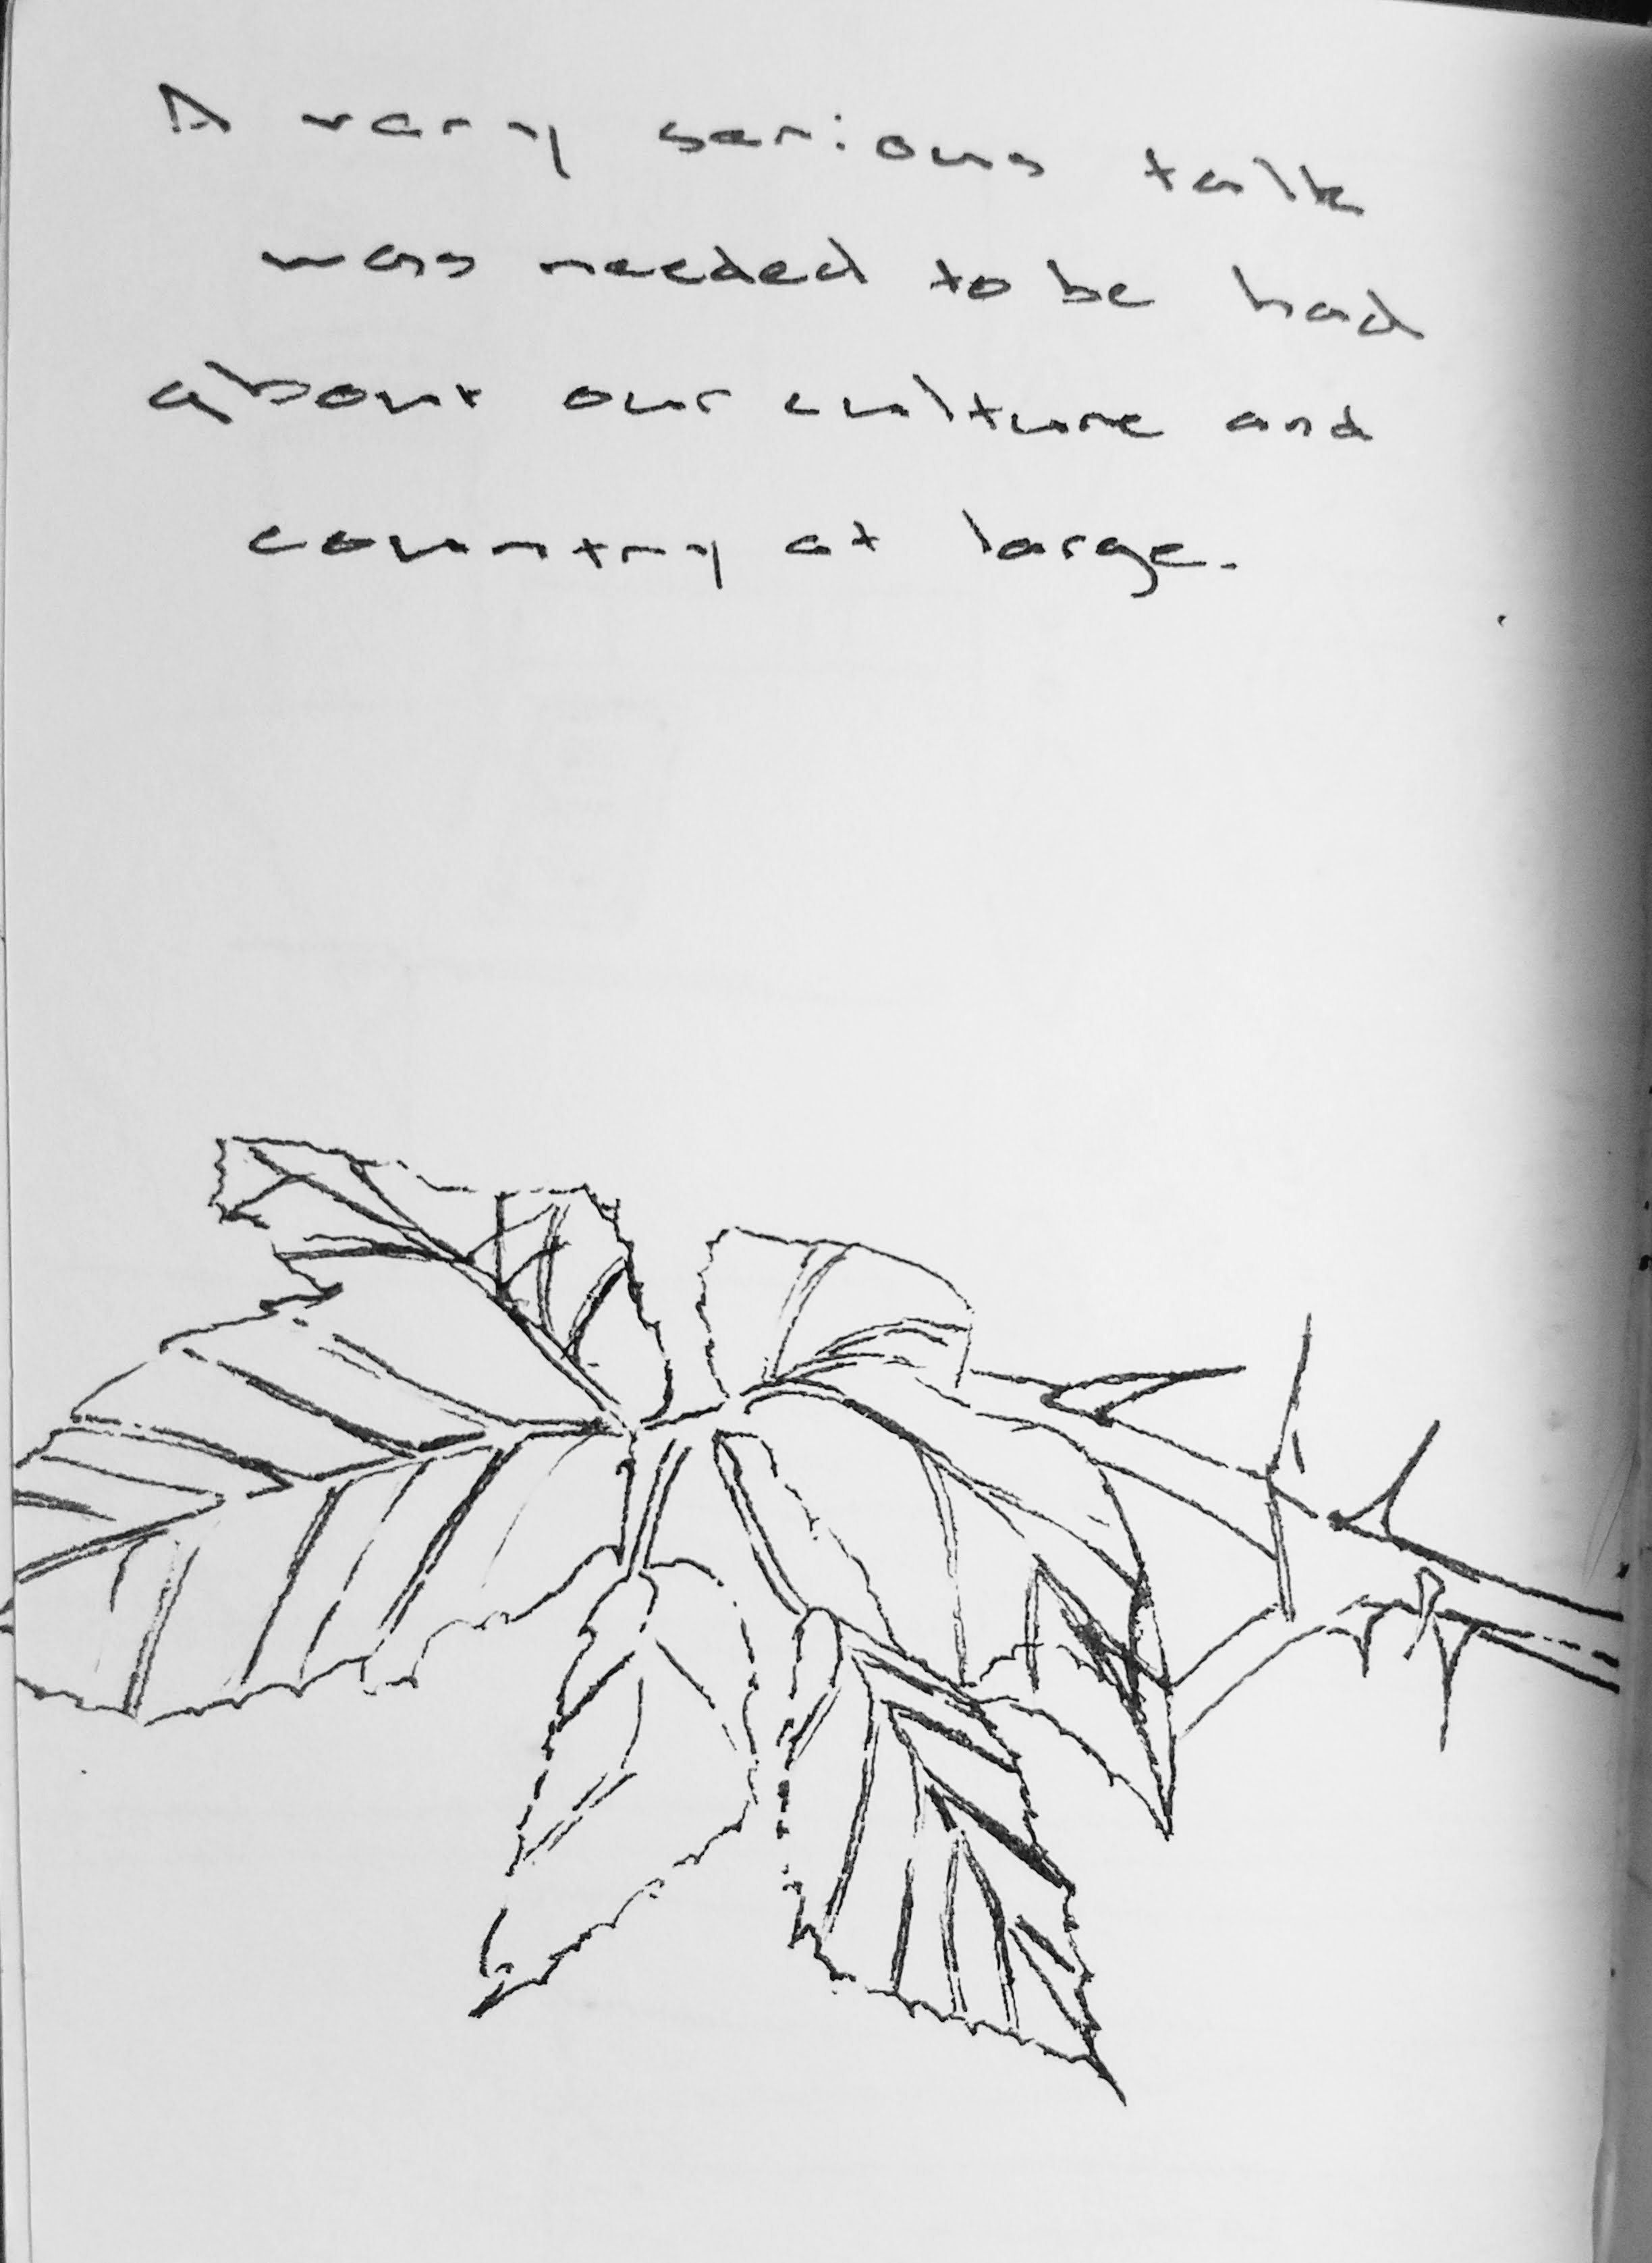 A very serious talk
was needed to be had
about our culture and
country at large.